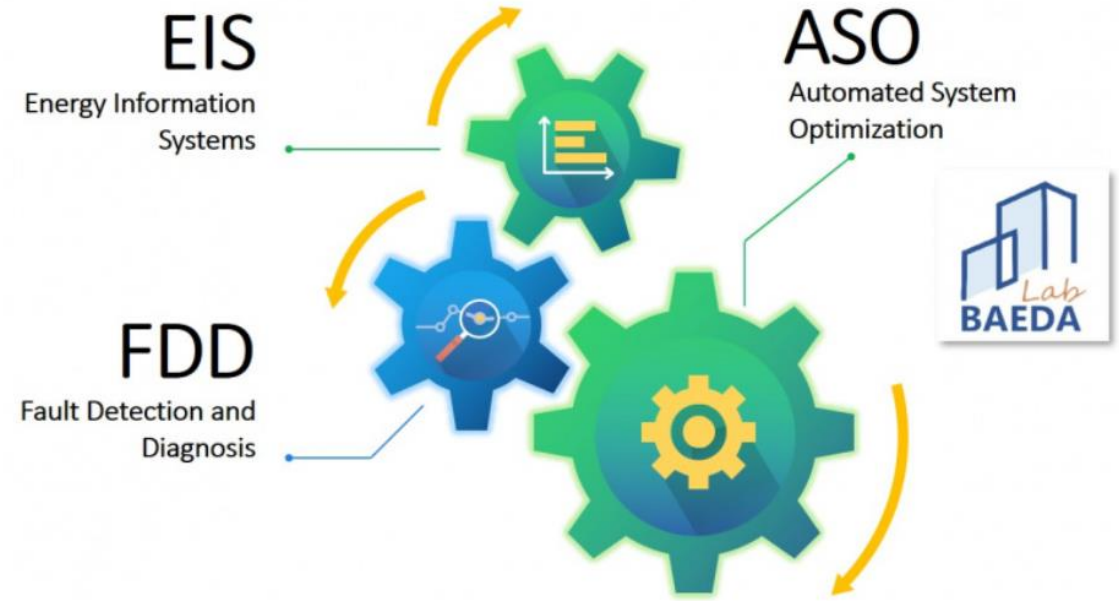 EIS
Energy Information
Systems
ASO
Automated System
Optimization
Lab
BAEDA
FDD
Fault Detection and
Diagnosis